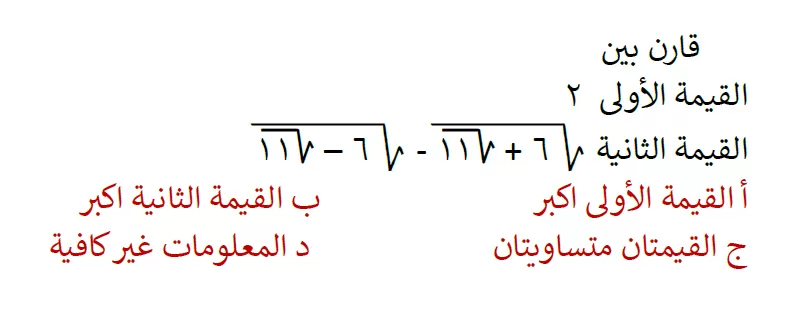 قارن بين
القيمة الأولى ٢
القيمة الثانية √(٦ + √١١) - √(٦ – √١١)
أ القيمة الأولى اكبر ب القيمة الثانية اكبر
ج القيمتان متساويتان د المعلومات غير كافية